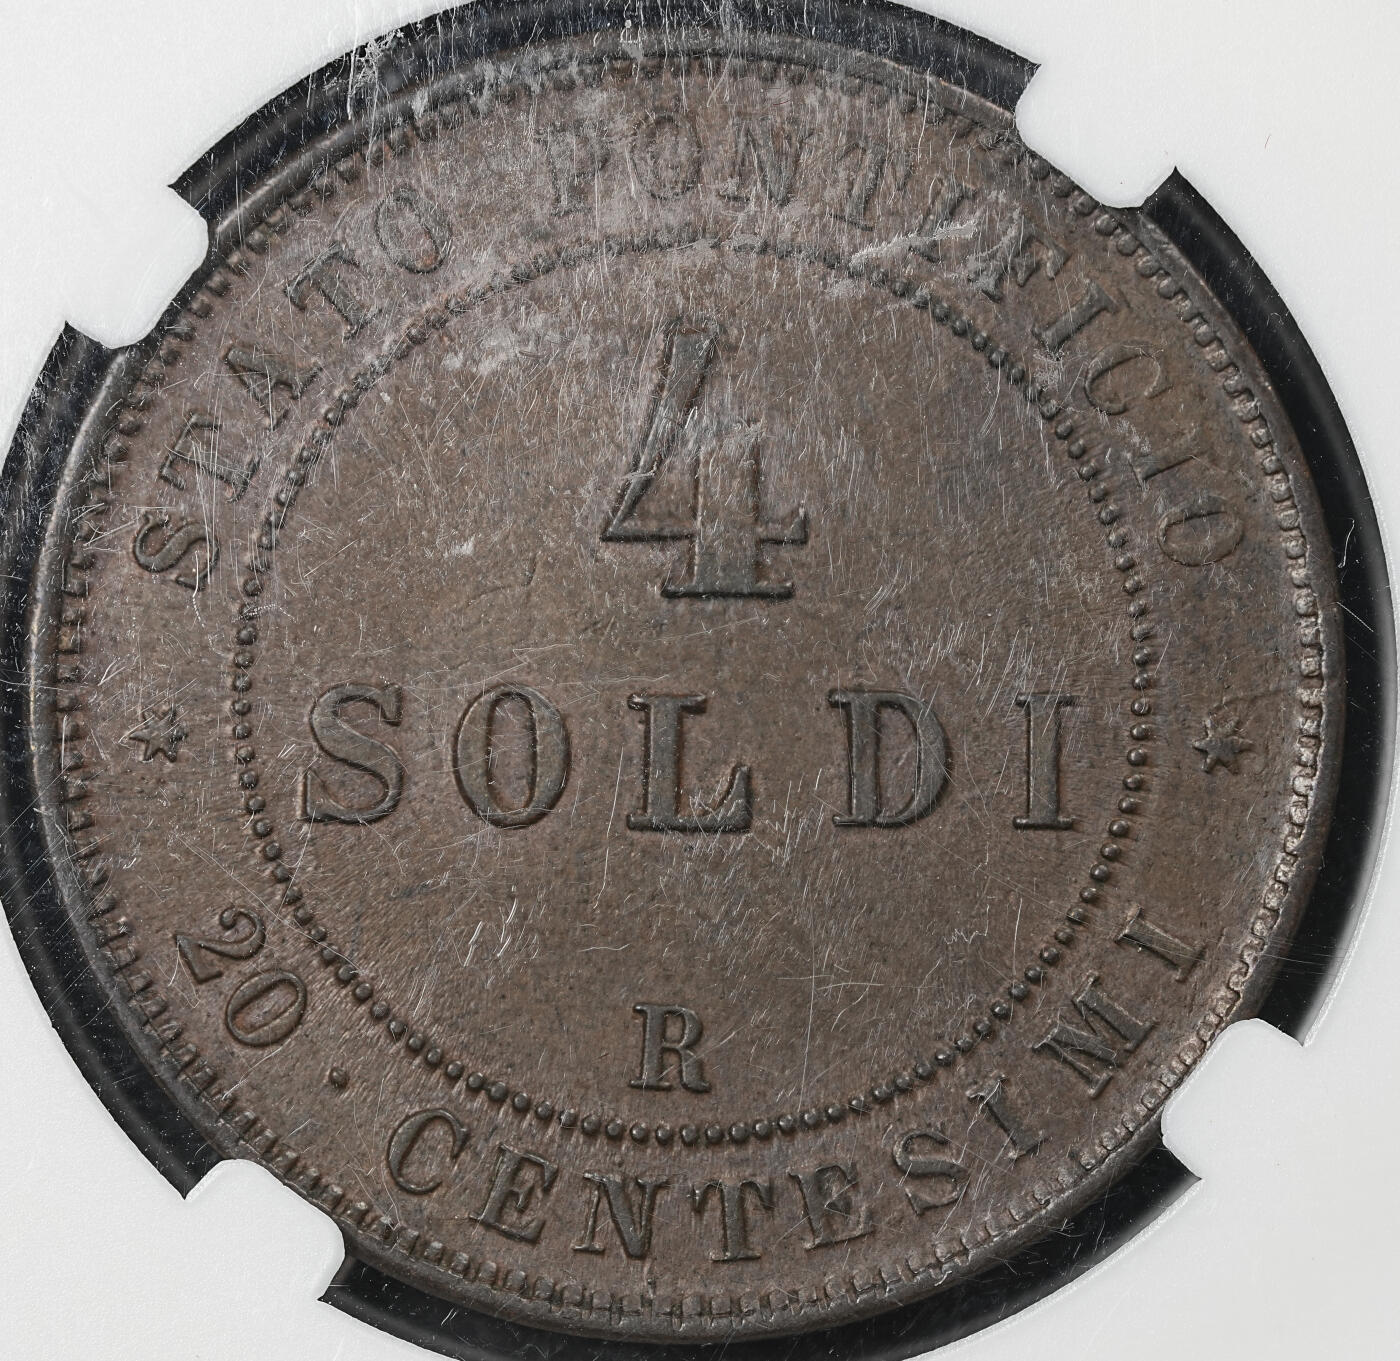 STATO PONTIFICIO
4
SOLDI
R
20 · CENTESIMI